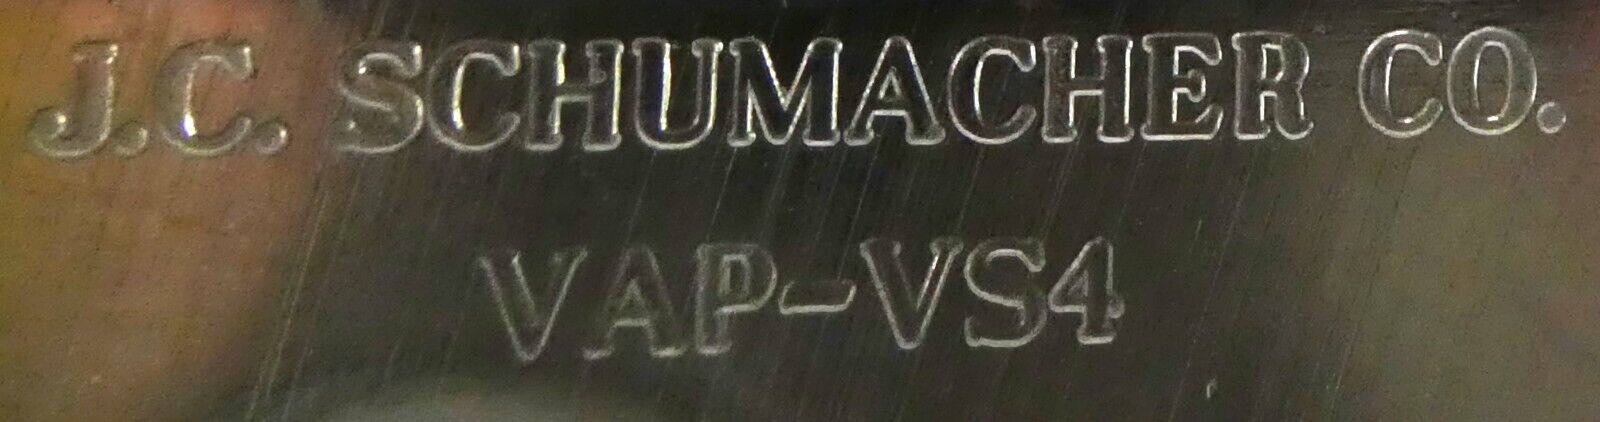 J.C. SCHUMACHER CO.
VAP-VS4